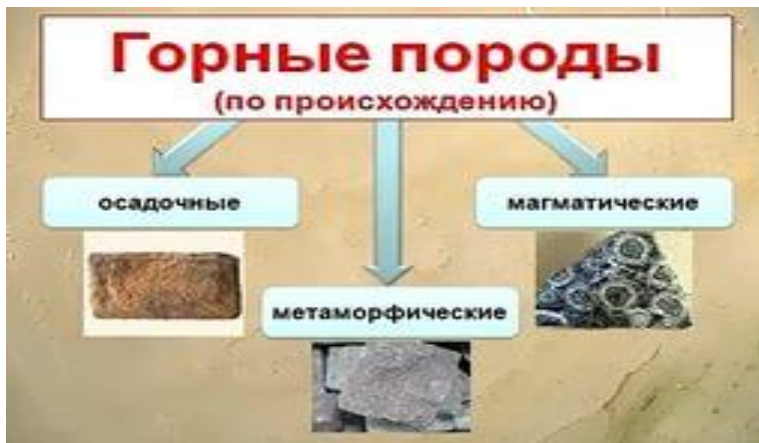 Горные породы
(по происхождению)
осадочные
магматические
метаморфические